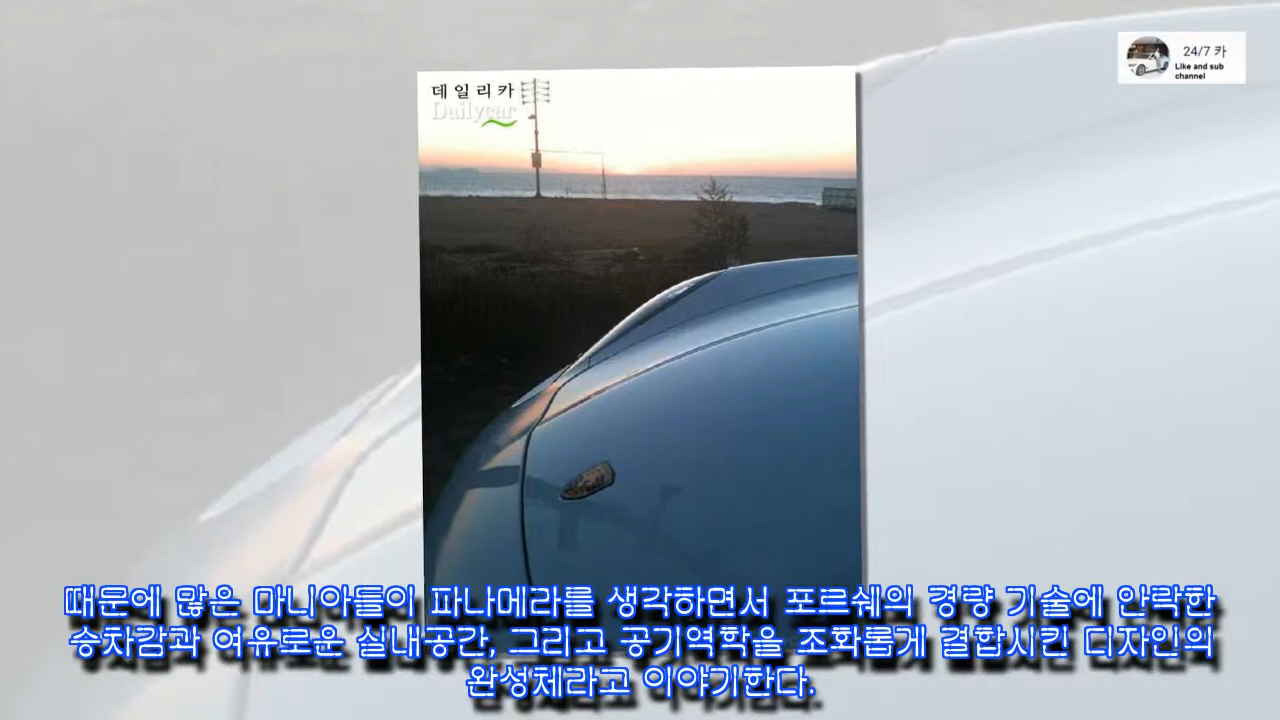 24/7 카
Like and sub
channel
데일리카
Dailycar
때문에 많은 마니아들이 파나메라를 생각하면서 포르쉐의 경량 기술에 안락한
승차감과 여유로운 실내공간, 그리고 공기역학을 조화롭게 결합시킨 디자인의
완성체라고 이야기한다.